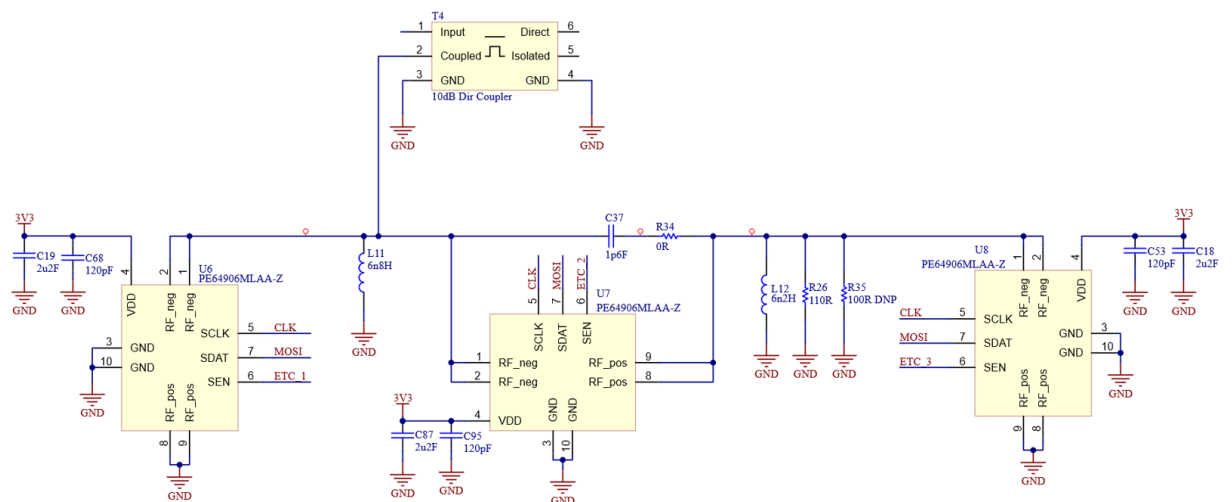 T4
1 Input Direct 6
2 Coupled Isolated 5
3 GND GND 4
10dB Dir Coupler
GND GND
3V3
C19
2u2F
C68
120pF
GND GND
4
VDD
2 1
U6
PE64906MLAA-Z
RF_neg
RF_neg
SCLK 5 CLK
SDAT 7 MOSI
SEN 6 ETC_1
3 GND
10 GND
GND
RF_pos
RF_pos
8 9
GND
L11
6n8H
GND
C37
1p6F
R34
0R
CLK
MOSI
ETC_2
5 7 6
U7
PE64906MLAA-Z
SCLK
SDAT
SEN
1 RF_neg RF_pos 9
2 RF_neg RF_pos 8
4 VDD
GND
GND
3 10
GND
3V3
C87
2u2F
C95
120pF
GND GND
L12
6n2H
R26
110R
R35
100R DNP
GND GND GND
U8
PE64906MLAA-Z
1 2 4
RF_neg
RF_neg
VDD
CLK 5 SCLK
MOSI 7 SDAT
ETC_3 6 SEN
GND 3
GND 10
GND
RF_pos
RF_pos
9 8
GND
3V3
C53
120pF
C18
2u2F
GND GND